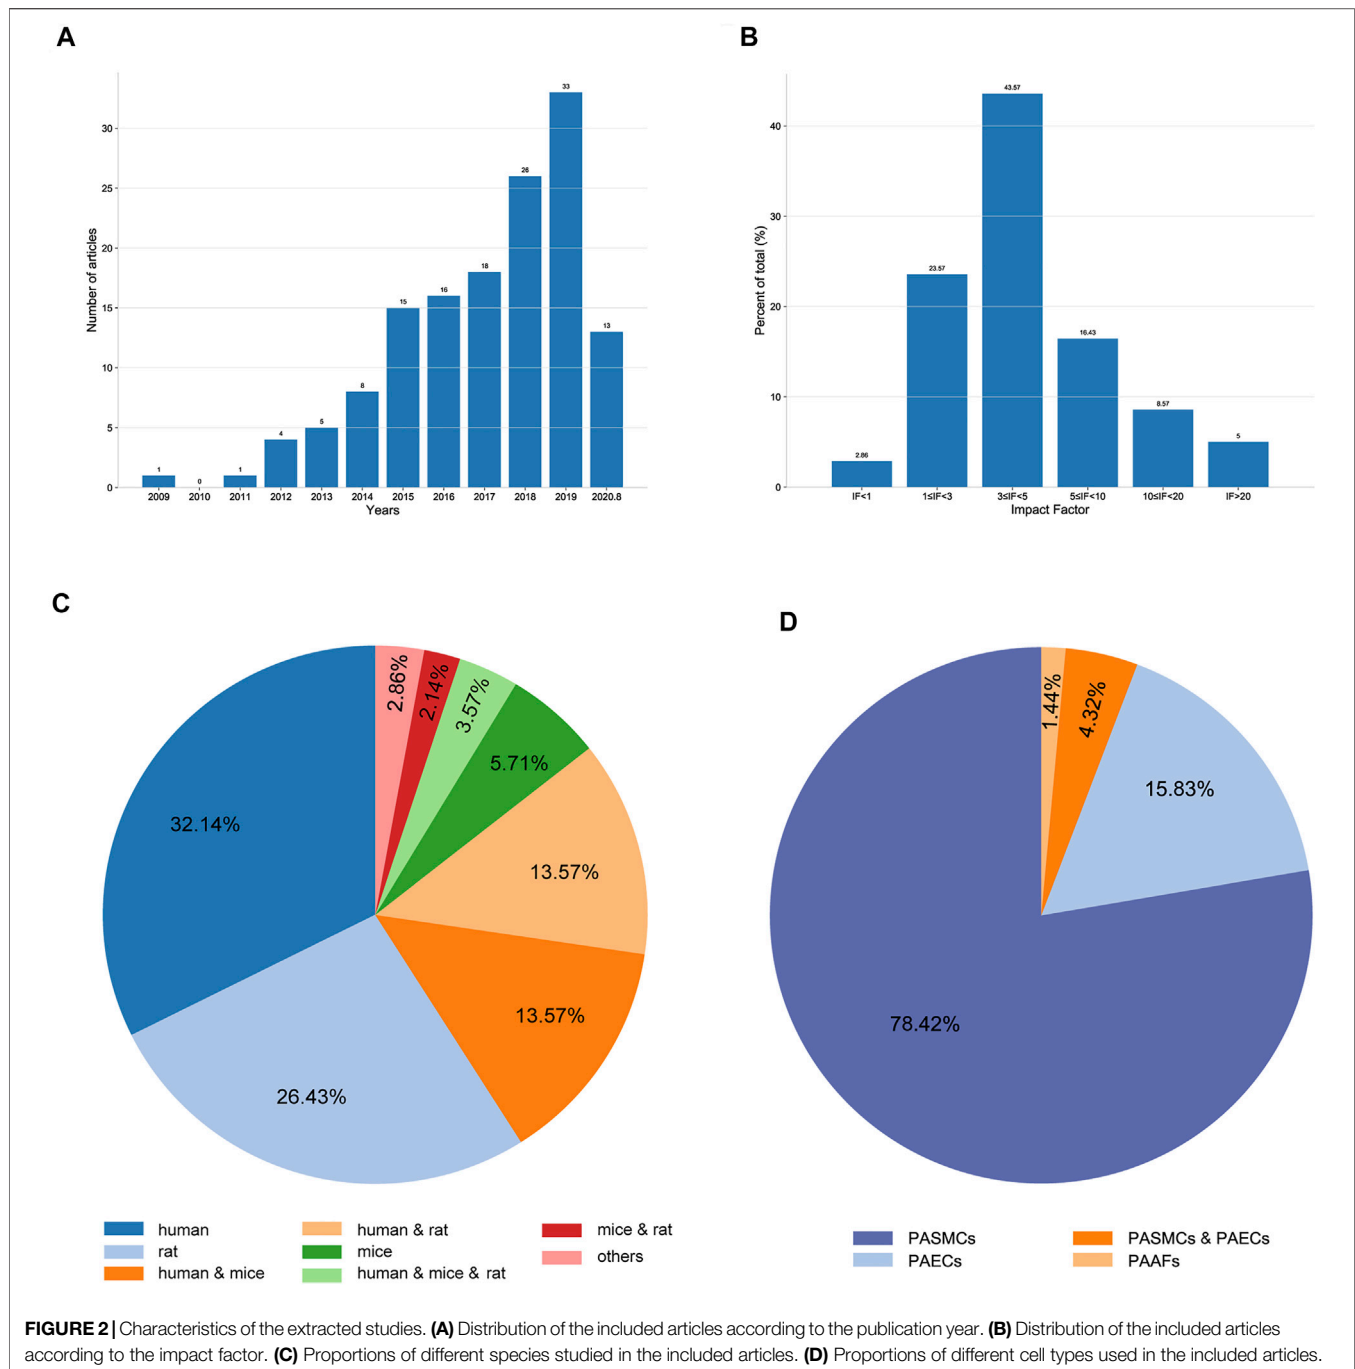 A
Number of articles
30
25
20
15
10
5
0
1
0
1
4
5
8
15
16
18
26
33
13
2009 2010 2011 2012 2013 2014 2015 2016 2017 2018 2019 2020.8
Years
B
Percent of total (%)
40
30
20
10
0
2.86
23.57
43.57
16.43
8.57
5
IF<1 1≤IF<3 3≤IF<5 5≤IF<10 10≤IF<20 IF>20
Impact Factor
C
2.86%
2.14%
3.57%
5.71%
13.57%
13.57%
26.43%
32.14%
human
rat
human & mice
human & rat
mice
human & mice & rat
mice & rat
others
D
1.44%
4.32%
15.83%
78.42%
PASMCs
PAECs
PASMCs & PAECs
PAAFs
FIGURE 2 | Characteristics of the extracted studies. (A) Distribution of the included articles according to the publication year. (B) Distribution of the included articles
according to the impact factor. (C) Proportions of different species studied in the included articles. (D) Proportions of different cell types used in the included articles.